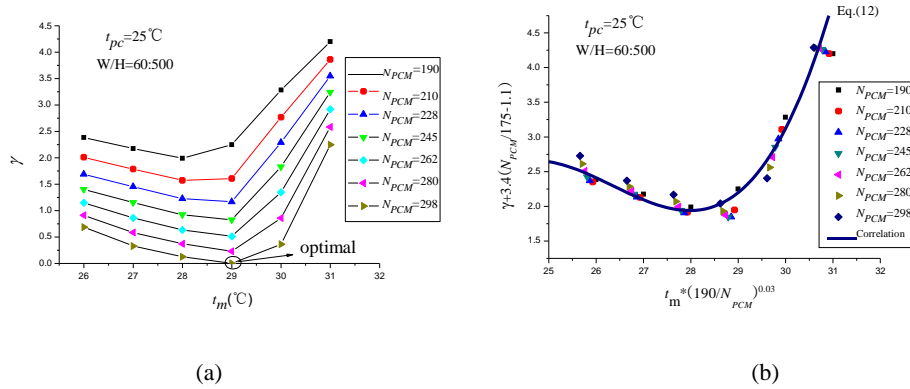 t_pc=25℃
W/H=60:500
4.5
4.0
3.5
3.0
2.5
2.0
1.5
1.0
0.5
0.0
γ
N_PCM=190
N_PCM=210
N_PCM=228
N_PCM=245
N_PCM=262
N_PCM=280
N_PCM=298
optimal
26 27 28 29 30 31 32
t_m(℃)
(a)
Eq.(12)
t_pc=25℃
W/H=60:500
4.5
4.0
3.5
3.0
2.5
2.0
1.75
γ+3.4(N_PCM/175-1.1)
N_PCM=190
N_PCM=210
N_PCM=228
N_PCM=245
N_PCM=262
N_PCM=280
N_PCM=298
Correlation
25 26 27 28 29 30 31 32
t_m*(190/N_PCM)^0.03
(b)